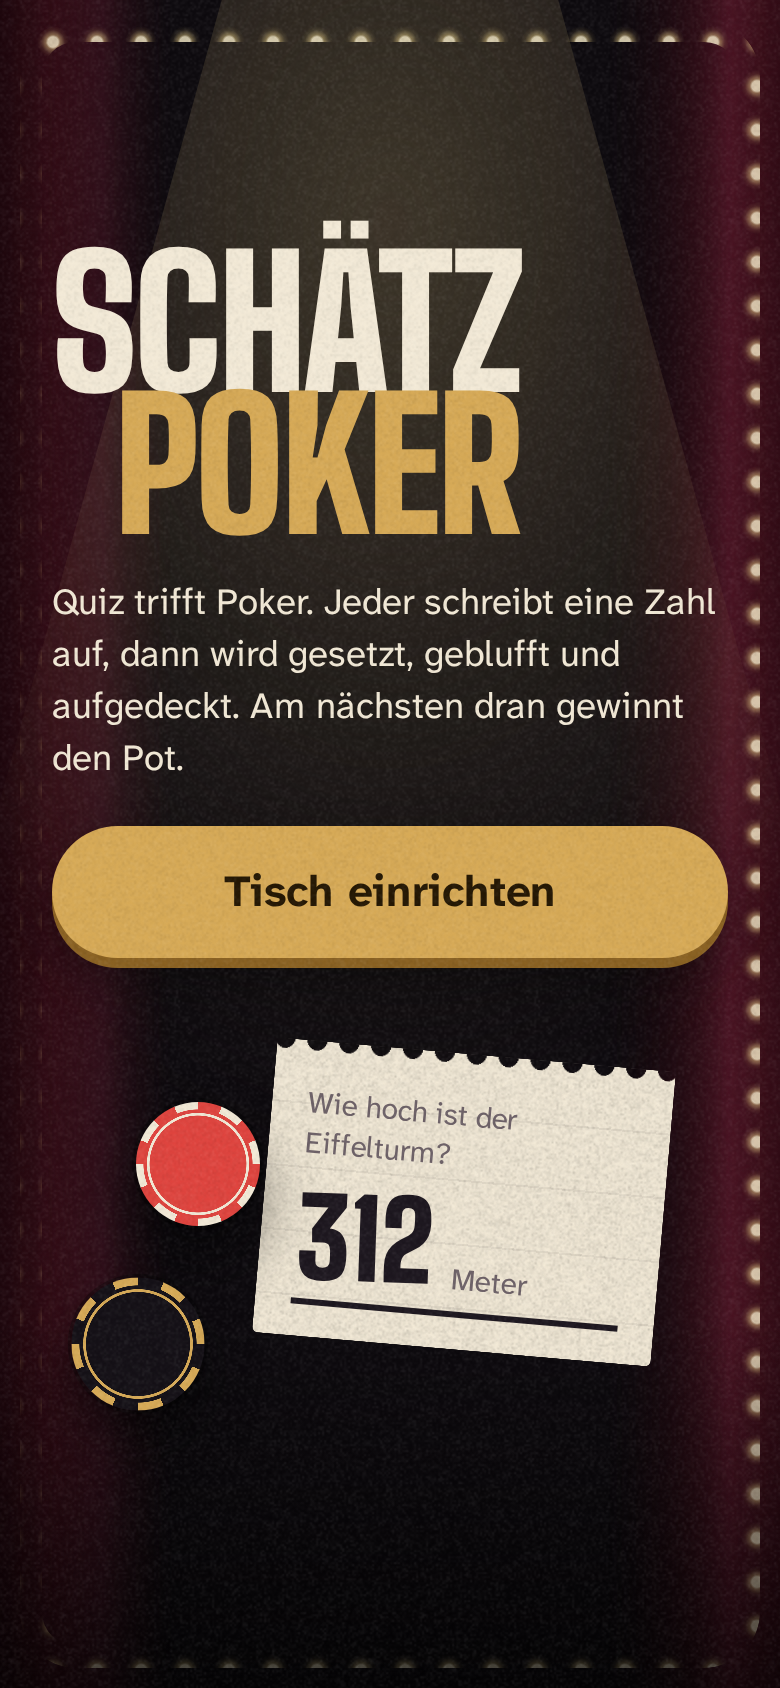 SCHÄTZ
POKER
Quiz trifft Poker. Jeder schreibt eine Zahl
auf, dann wird gesetzt, geblufft und
aufgedeckt. Am nächsten dran gewinnt
den Pot.
Tisch einrichten
Wie hoch ist der
Eiffelturm?
312 Meter